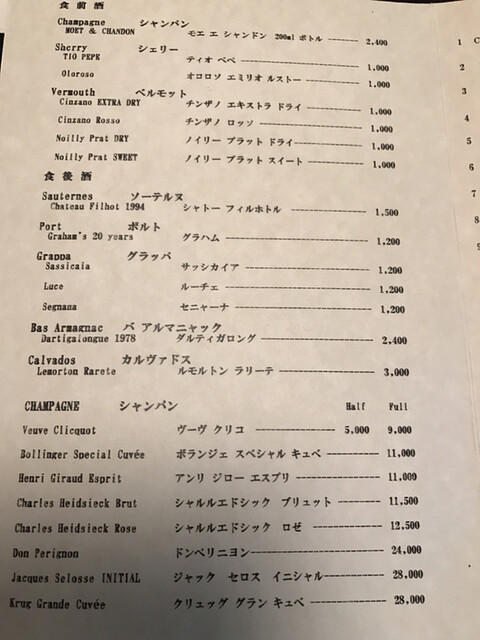 食前酒
Champagne シャンパン
MOET & CHANDON モエ エ シャンドン 200ml ボトル 2,400
Sherry シェリー
TIO PEPE ティオ ペペ 1,000
Oloroso オロロソ エミリオ ルストー 1,000
Vermouth ベルモット
Cinzano EXTRA DRY チンザノ エキストラ ドライ 1,000
Cinzano Rosso チンザノ ロッソ 1,000
Noilly Prat DRY ノイリー プラット ドライ 1,000
Noilly Prat SWEET ノイリー プラット スイート 1,000
食後酒
Sauternes ソーテルヌ
Chateau Filhot 1994 シャトー フィルホトル 1,500
Port ポルト
Graham's 20 years グラハム 1,200
Grappa グラッパ
Sassicaia サッシカイア 1,200
Luce ルーチェ 1,200
Segnana セニャーナ 1,200
Bas Armagnac バ アルマニャック
Dartigalongue 1978 ダルティガロング 2,400
Calvados カルヴァドス
Lemorton Rarete ルモルトン ラリーテ 3,000
CHAMPAGNE シャンパン Half Full
Veuve Clicquot ヴーヴ クリコ 5,000 9,000
Bollinger Special Cuvée ボランジェ スペシャル キュベ 11,000
Henri Giraud Esprit アンリ ジロー エスプリ 11,000
Charles Heidsieck Brut シャルルエドシック ブリュット 11,500
Charles Heidsieck Rose シャルルエドシック ロゼ 12,500
Don Perignon ドンペリニヨン 24,000
Jacques Selosse INITIAL ジャック セロス イニシャル 28,000
Krug Grande Cuvée クリュッグ グラン キュベ 28,000
1 C
2
3
4
5
6
7
8